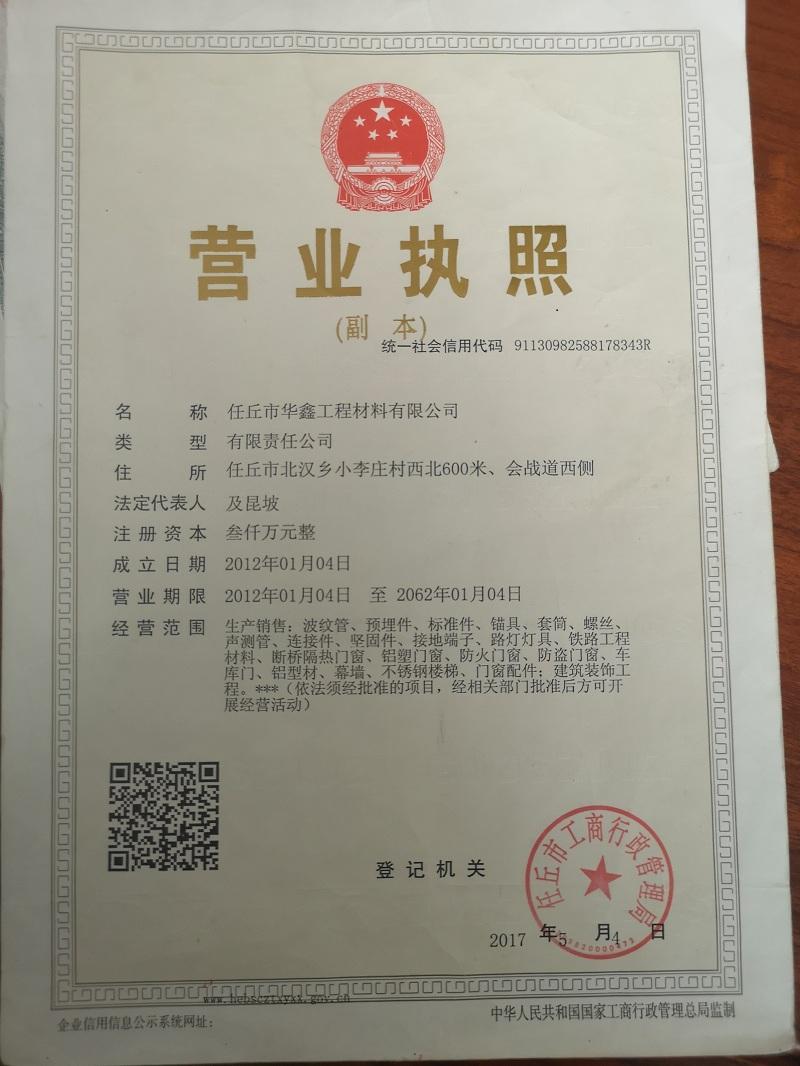 营业执照
(副 本)
统一社会信用代码 91130982588178343R
名称 任丘市华鑫工程材料有限公司
类型 有限责任公司
住所 任丘市北汉乡小李庄村西北600米、会战道西侧
法定代表人 及昆坡
注册资本 叁仟万元整
成立日期 2012年01月04日
营业期限 2012年01月04日 至 2062年01月04日
经营范围 生产销售：波纹管、预埋件、标准件、锚具、套筒、螺丝、
声测管、连接件、坚固件、接地端子、路灯灯具、铁路工程
材料、断桥隔热门窗、铝塑门窗、防火门窗、防盗门窗、车
库门、铝型材、幕墙、不锈钢楼梯、门窗配件；建筑装饰工
程。***（依法须经批准的项目，经相关部门批准后方可开
展经营活动）
登记机关
任丘市工商行政管理局
2017 年5 月4 日
www.hebscztxyxx.gov.cn
企业信用信息公示系统网址：
中华人民共和国国家工商行政管理总局监制